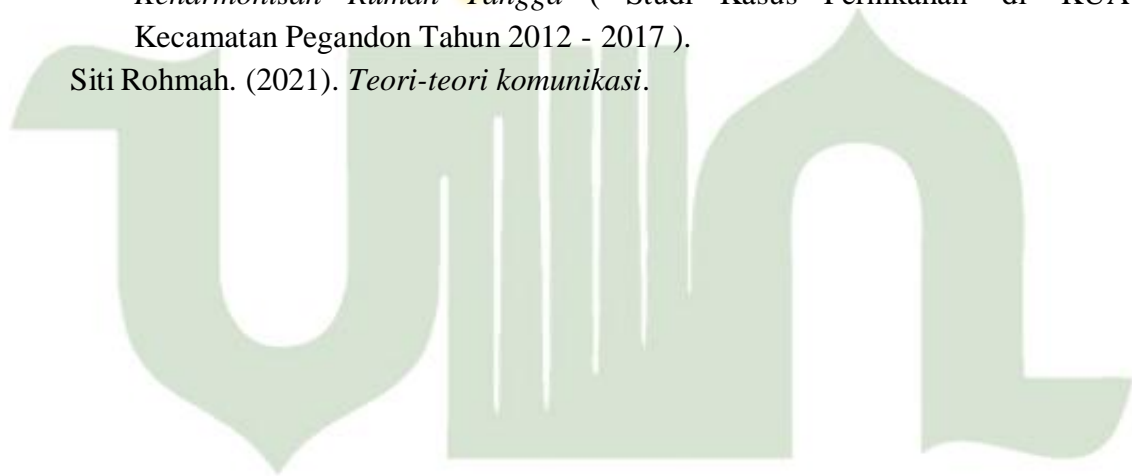 Keharmonisan Rumah Tangga ( Studi Kasus Pernikahan di KUA
Kecamatan Pegandon Tahun 2012 - 2017 ).
Siti Rohmah. (2021). Teori-teori komunikasi.